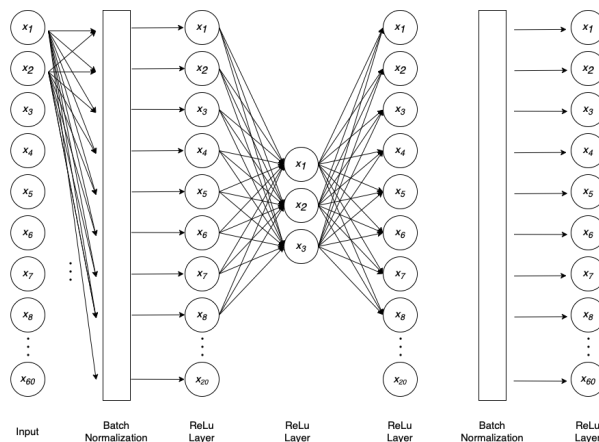 x1 x1 x1 x1
x2 x2 x2 x2
x3 x3 x3 x3
x4 x4 x4 x4
x1
x5 x5 x5 x5
x2
x6 x6 x6 x6
x3
x7 x7 x7 x7
x8 x8 x8 x8
x60 x20 x20 x60
Input Batch Normalization ReLu Layer ReLu Layer ReLu Layer Batch Normalization ReLu Layer